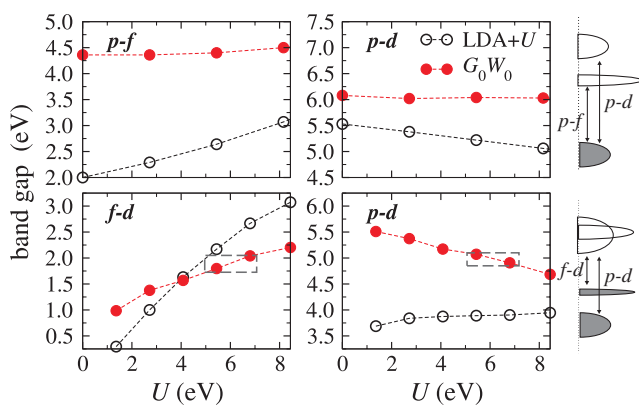 p-f
p-d
LDA+U
G₀W₀
5.0
4.5
4.0
3.5
3.0
2.5
2.0
7.5
7.0
6.5
6.0
5.5
5.0
4.5
p-f
p-d
band gap (eV)
f-d
p-d
3.0
2.5
2.0
1.5
1.0
0.5
6.0
5.5
5.0
4.5
4.0
3.5
f-d
p-d
0 2 4 6 8
0 2 4 6 8
U (eV)
U (eV)